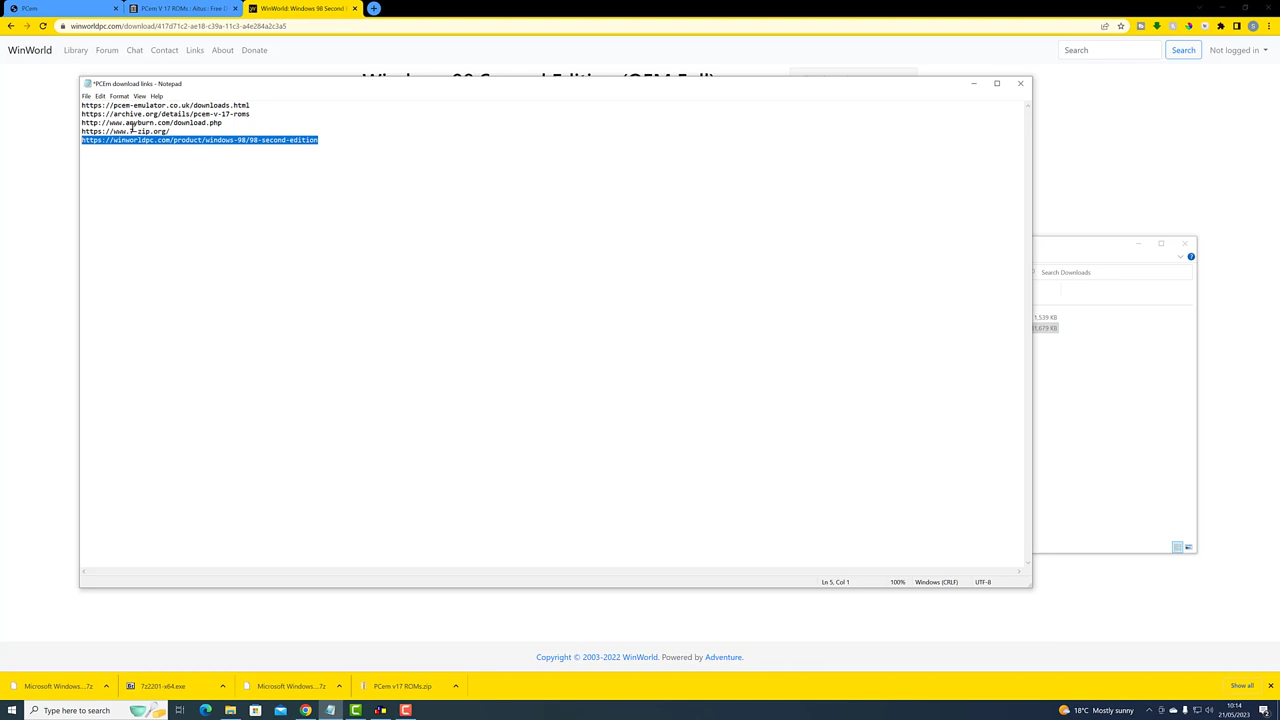 PCem
PCem V 17 ROMs : Altus : Free
WinWorld: Windows 98 Second
winworldpc.com/download/417d71c2-ae18-c39a-11c3-a4e284a2c3a5
WinWorld Library Forum Chat Contact Links About Donate Search Search Not logged in
*PCEm download links - Notepad
File Edit Format View Help
https://pcem-emulator.co.uk/downloads.html
https://archive.org/details/pcem-v-17-roms
http://www.anyburn.com/download.php
https://www.7-zip.org/
https://winworldpc.com/product/windows-98/98-second-edition
Search Downloads
1,539 KB
1,679 KB
Ln 5, Col 1 100% Windows (CRLF) UTF-8
Copyright © 2003-2022 WinWorld. Powered by Adventure.
Microsoft Windows....7z 7z2201-x64.exe Microsoft Windows....7z PCem v17 ROMs.zip Show all
Type here to search 18°C Mostly sunny 10:14
21/05/2023